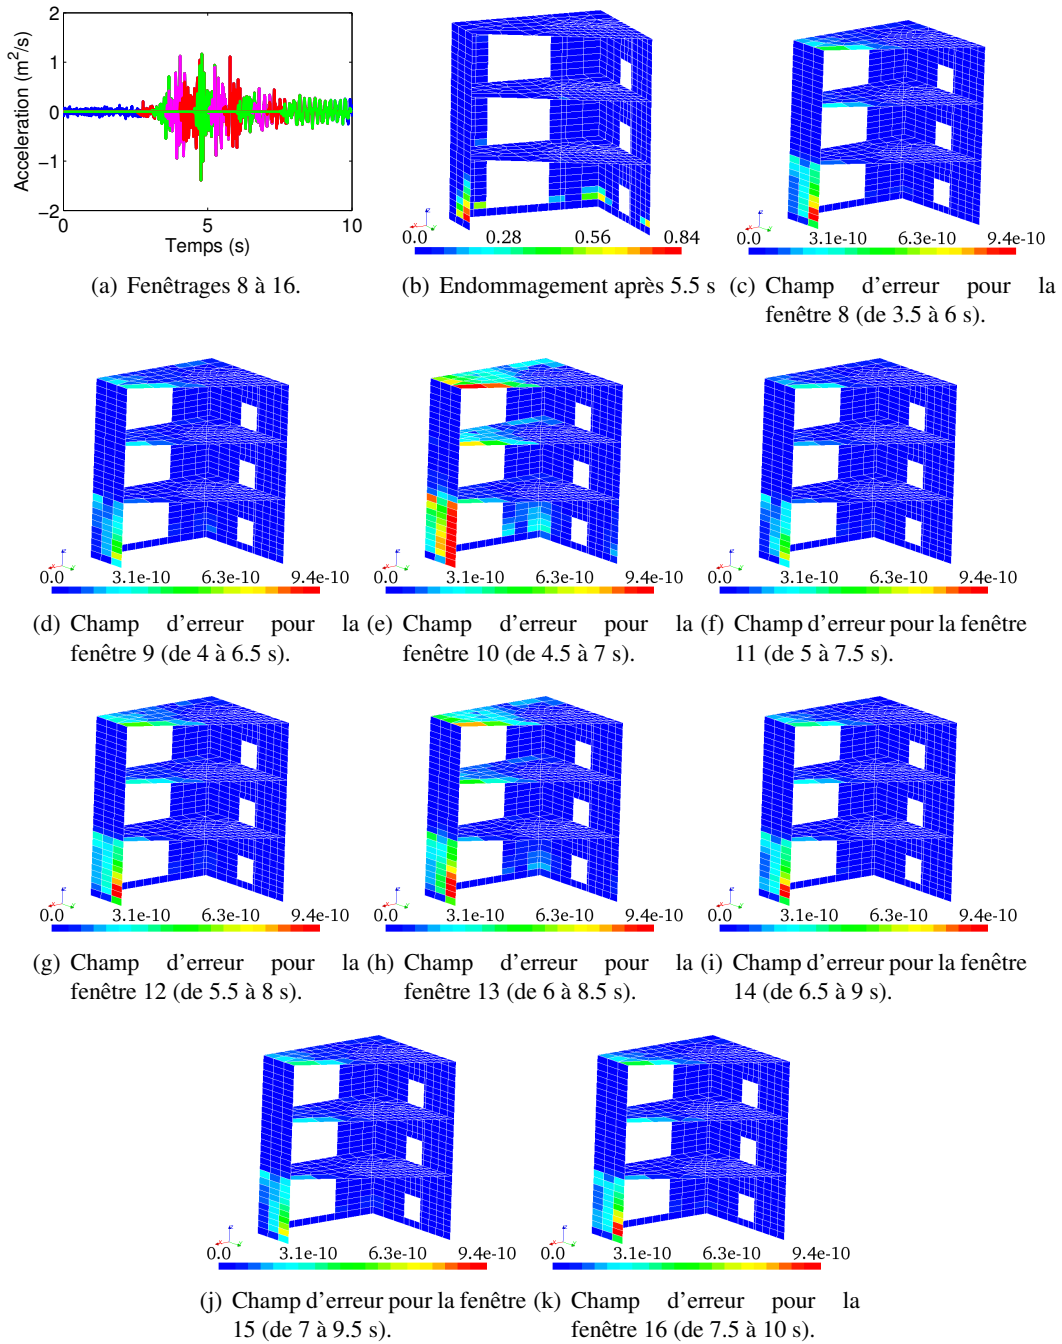 2
1
0
−1
−2
Acceleration (m²/s)
0
5
10
Temps (s)
(a) Fenêtrages 8 à 16.
0.0 0.28 0.56 0.84
(b) Endommagement après 5.5 s
0.0 3.1e-10 6.3e-10 9.4e-10
(c) Champ d'erreur pour la
fenêtre 8 (de 3.5 à 6 s).
0.0 3.1e-10 6.3e-10 9.4e-10
(d) Champ d'erreur pour la
fenêtre 9 (de 4 à 6.5 s).
0.0 3.1e-10 6.3e-10 9.4e-10
(e) Champ d'erreur pour la
fenêtre 10 (de 4.5 à 7 s).
0.0 3.1e-10 6.3e-10 9.4e-10
(f) Champ d'erreur pour la fenêtre
11 (de 5 à 7.5 s).
0.0 3.1e-10 6.3e-10 9.4e-10
(g) Champ d'erreur pour la
fenêtre 12 (de 5.5 à 8 s).
0.0 3.1e-10 6.3e-10 9.4e-10
(h) Champ d'erreur pour la
fenêtre 13 (de 6 à 8.5 s).
0.0 3.1e-10 6.3e-10 9.4e-10
(i) Champ d'erreur pour la fenêtre
14 (de 6.5 à 9 s).
0.0 3.1e-10 6.3e-10 9.4e-10
(j) Champ d'erreur pour la fenêtre
15 (de 7 à 9.5 s).
0.0 3.1e-10 6.3e-10 9.4e-10
(k) Champ d'erreur pour la
fenêtre 16 (de 7.5 à 10 s).